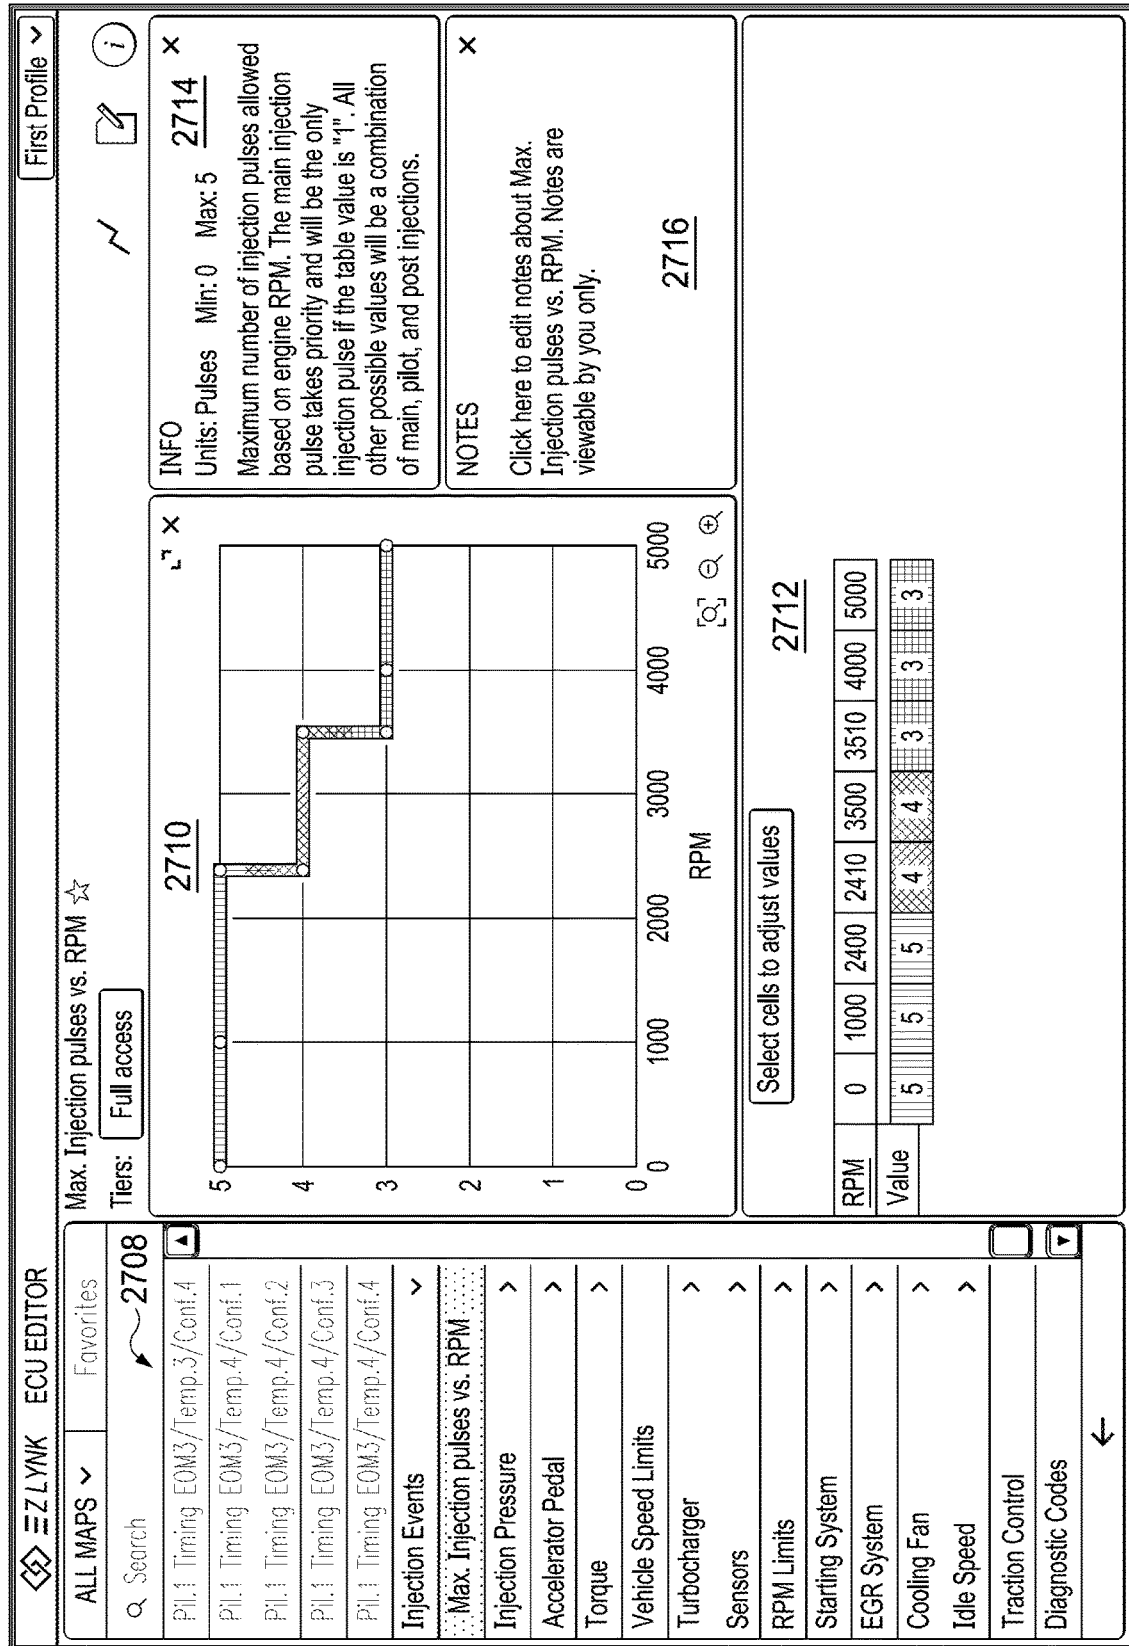 EZ LYNK ECU EDITOR
First Profile
ALL MAPS
Favorites
Search
2708
Pil.1 Timing EOM3/Temp.3/Conf.4
Pil.1 Timing EOM3/Temp.4/Conf.1
Pil.1 Timing EOM3/Temp.4/Conf.2
Pil.1 Timing EOM3/Temp.4/Conf.3
Pil.1 Timing EOM3/Temp.4/Conf.4
Injection Events
Max. Injection pulses vs. RPM
Injection Pressure
Accelerator Pedal
Torque
Vehicle Speed Limits
Turbocharger
Sensors
RPM Limits
Starting System
EGR System
Cooling Fan
Idle Speed
Traction Control
Diagnostic Codes
Max. Injection pulses vs. RPM
Tiers: Full access
i
2710
5
4
3
2
1
0
0 1000 2000 3000 4000 5000
RPM
INFO
2714
Units: Pulses Min: 0 Max: 5
Maximum number of injection pulses allowed
based on engine RPM. The main injection
pulse takes priority and will be the only
injection pulse if the table value is "1". All
other possible values will be a combination
of main, pilot, and post injections.
NOTES
Click here to edit notes about Max.
Injection pulses vs. RPM. Notes are
viewable by you only.
2716
Select cells to adjust values
2712
RPM 0 1000 2400 2410 3500 3510 4000 5000
Value 5 5 5 4 4 3 3 3